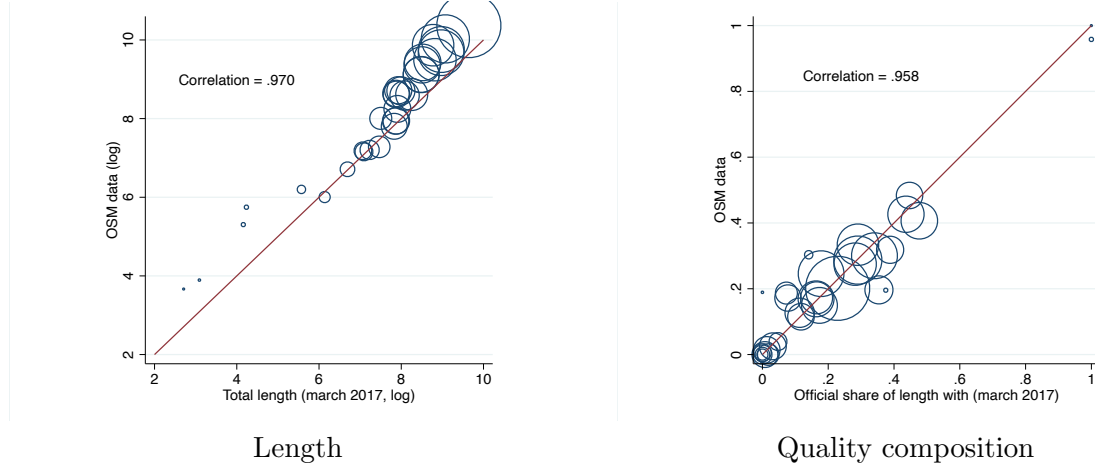 10
8
6
4
2
OSM data (log)
Correlation = .970
2 4 6 8 10
Total length (march 2017, log)
Length
1
.8
.6
.4
.2
0
OSM data
Correlation = .958
0 .2 .4 .6 .8 1
Official share of length with (march 2017)
Quality composition